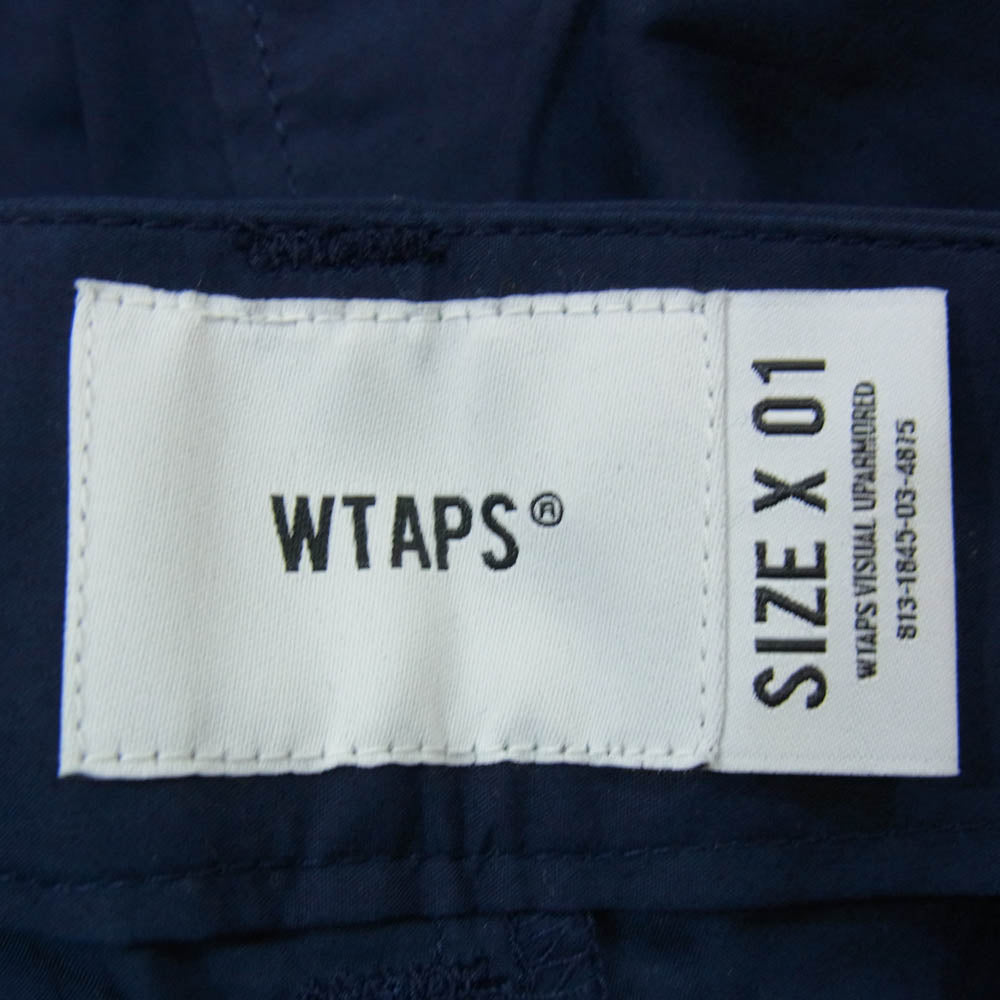 WTAPS®
SIZE X 01
WTAPS VISUAL UPARMORED
813-1845-03-4875